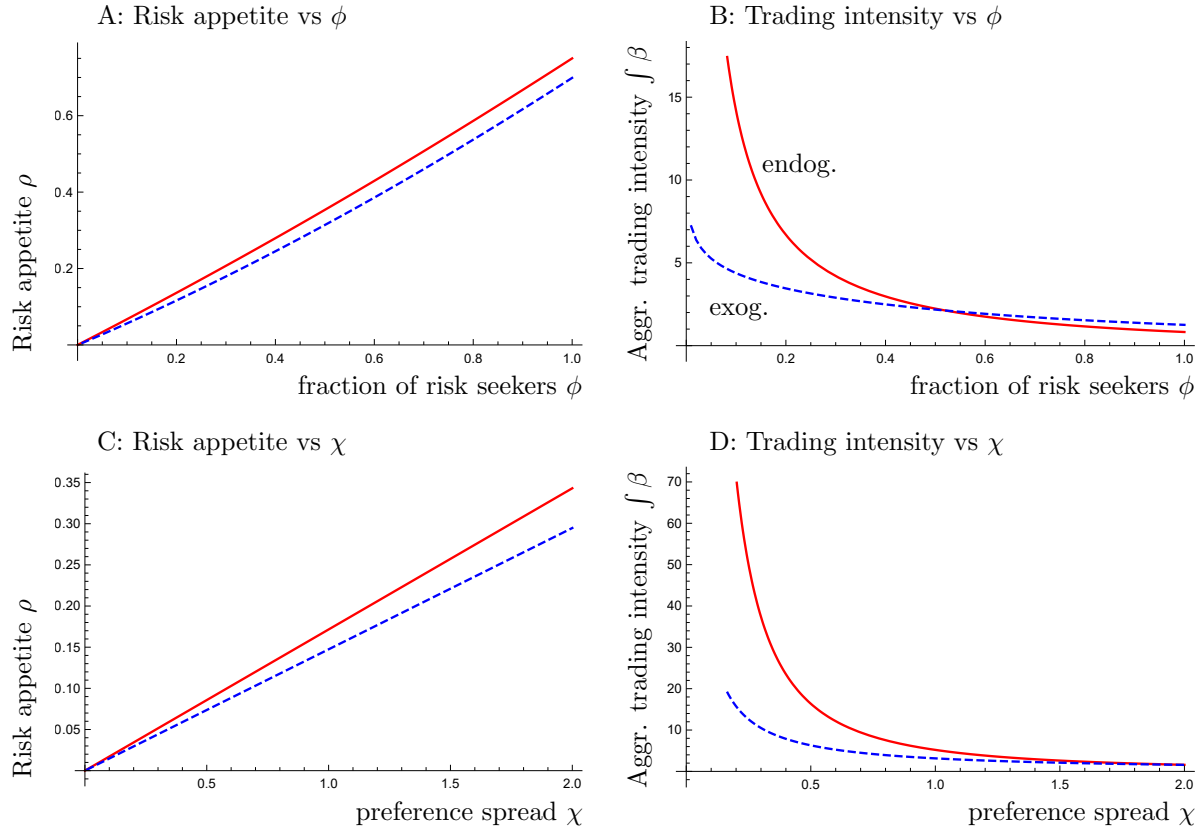 A: Risk appetite vs ϕ
Risk appetite ρ
0.6
0.4
0.2
0.2 0.4 0.6 0.8 1.0
fraction of risk seekers ϕ
B: Trading intensity vs ϕ
Aggr. trading intensity ∫ β
15
10
5
endog.
exog.
0.2 0.4 0.6 0.8 1.0
fraction of risk seekers ϕ
C: Risk appetite vs χ
Risk appetite ρ
0.35
0.30
0.25
0.20
0.15
0.10
0.05
0.5 1.0 1.5 2.0
preference spread χ
D: Trading intensity vs χ
Aggr. trading intensity ∫ β
70
60
50
40
30
20
10
0.5 1.0 1.5 2.0
preference spread χ